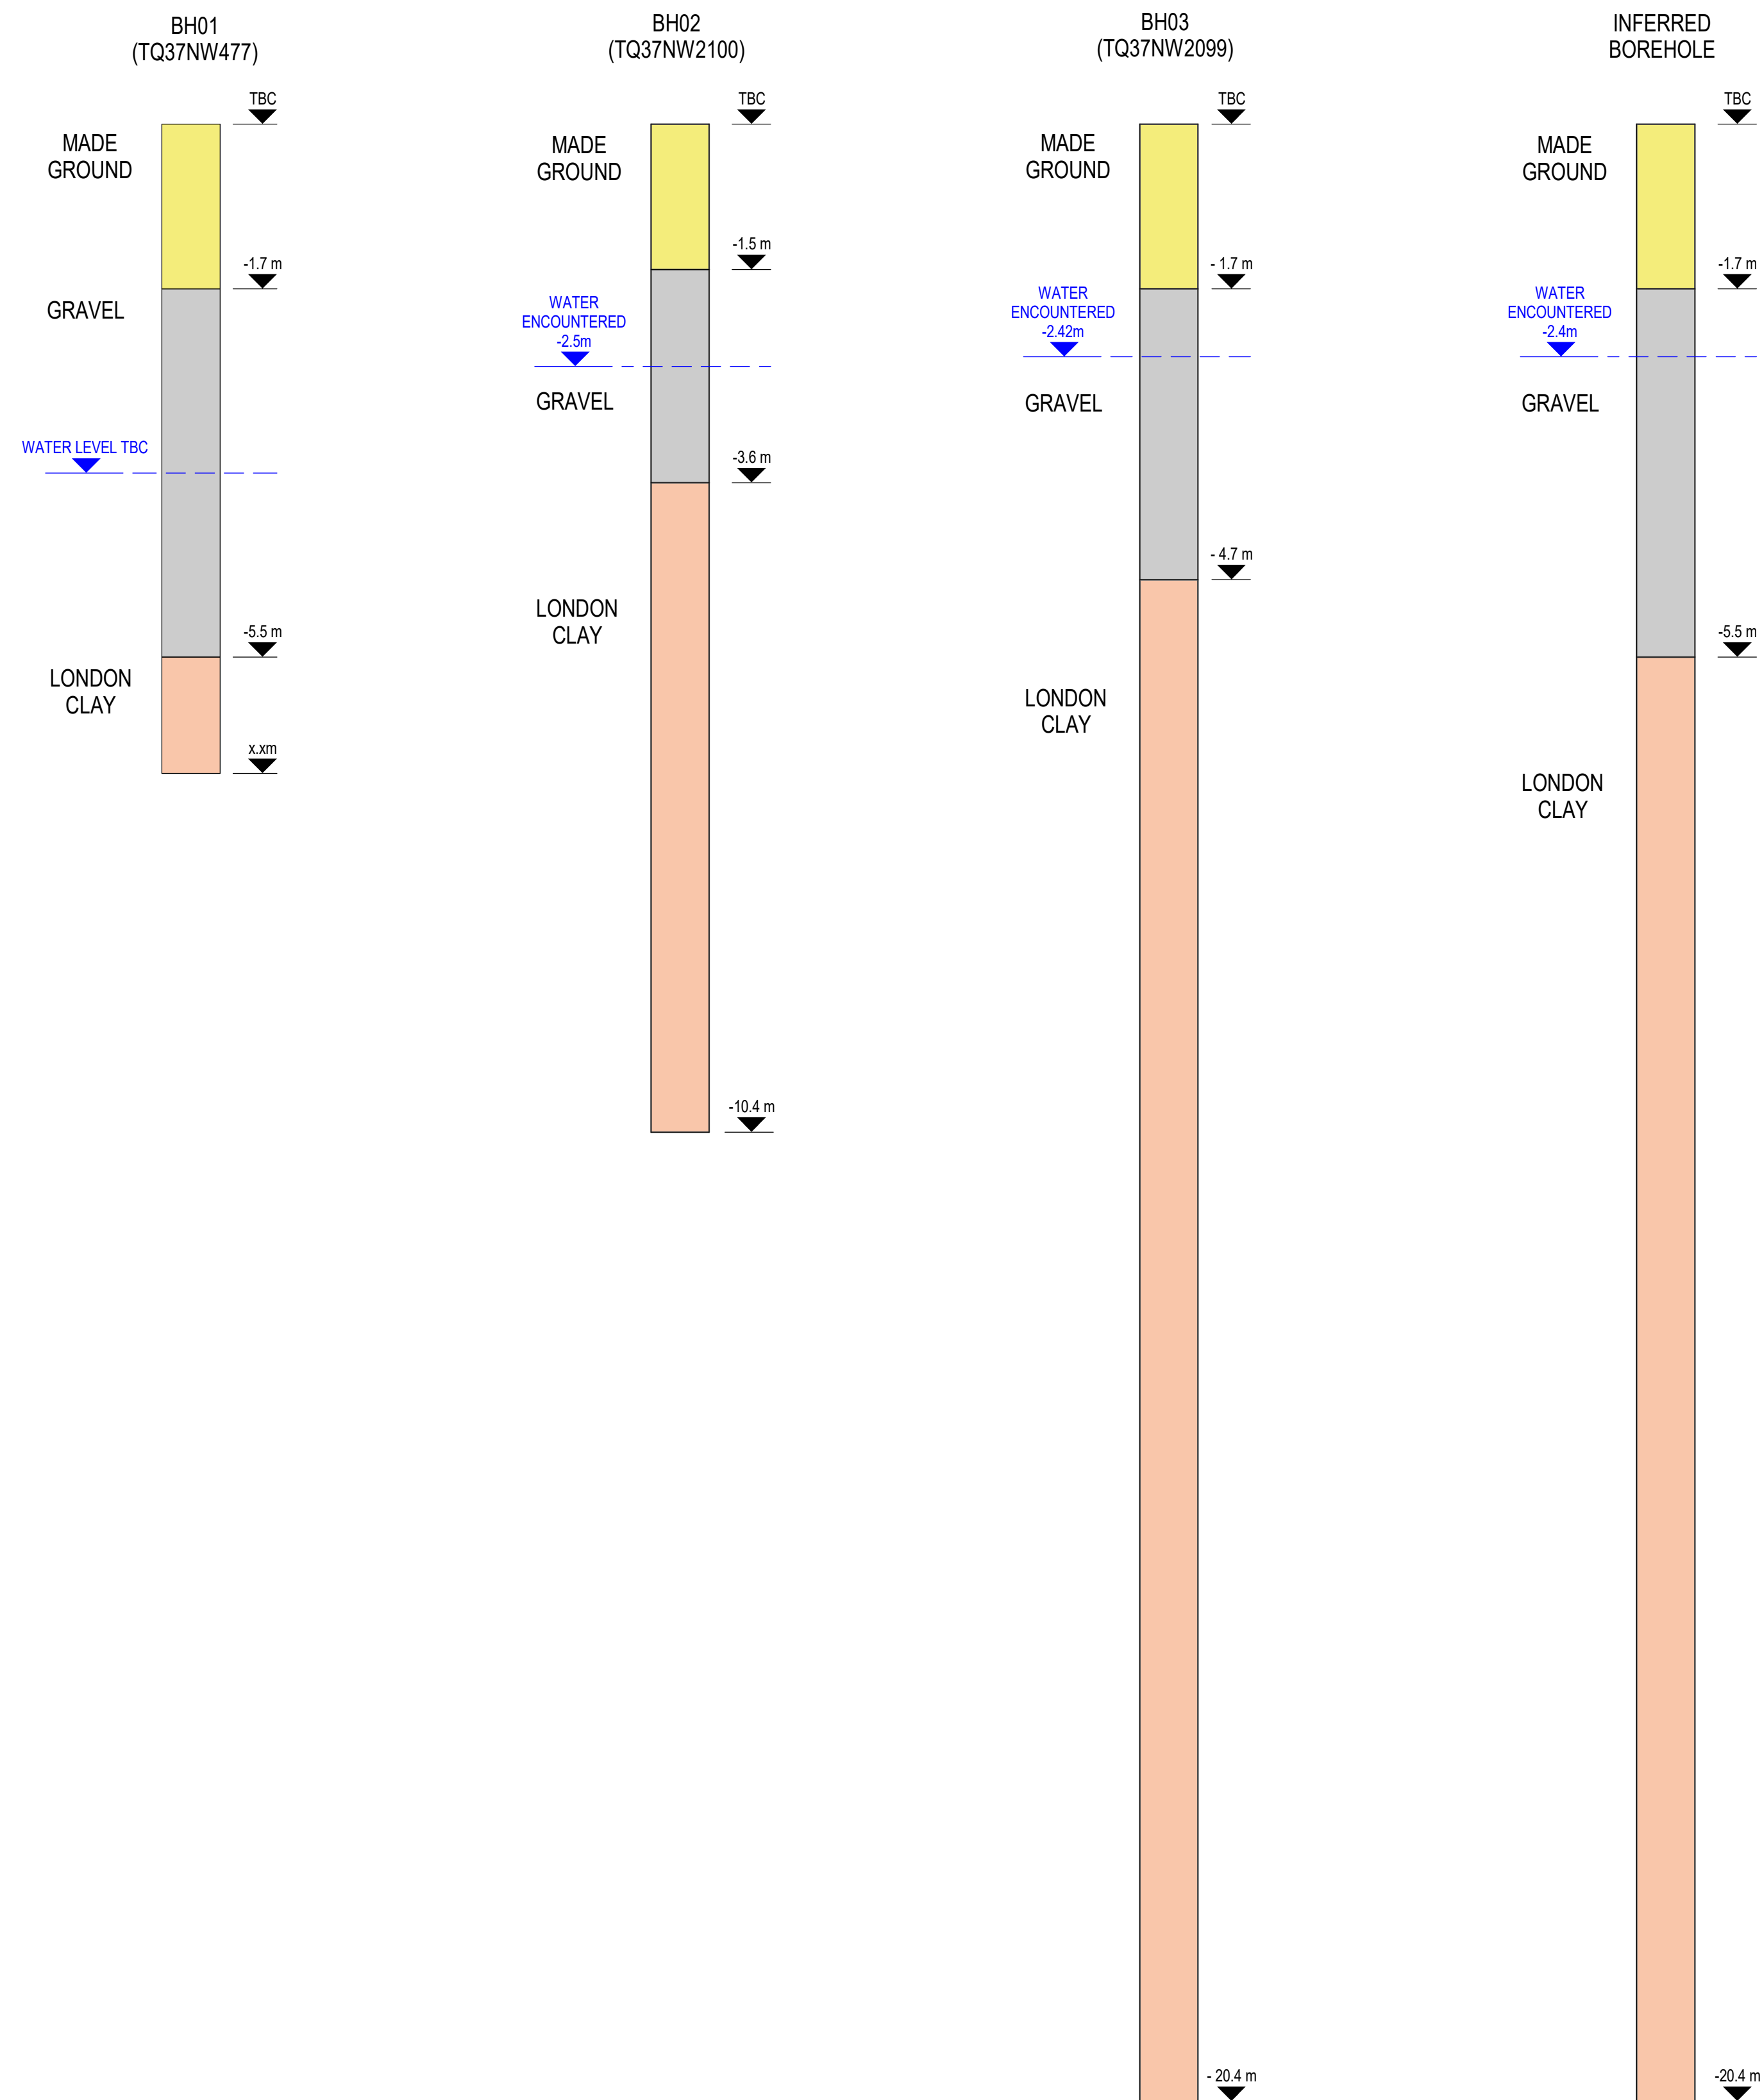 BH01
(TQ37NW477)
TBC
MADE
GROUND
-1.7 m
GRAVEL
WATER LEVEL TBC
-5.5 m
LONDON
CLAY
x.xm
BH02
(TQ37NW2100)
TBC
MADE
GROUND
-1.5 m
WATER
ENCOUNTERED
-2.5m
GRAVEL
-3.6 m
LONDON
CLAY
-10.4 m
BH03
(TQ37NW2099)
TBC
MADE
GROUND
- 1.7 m
WATER
ENCOUNTERED
-2.42m
GRAVEL
- 4.7 m
LONDON
CLAY
- 20.4 m
INFERRED
BOREHOLE
TBC
MADE
GROUND
-1.7 m
WATER
ENCOUNTERED
-2.4m
GRAVEL
-5.5 m
LONDON
CLAY
-20.4 m